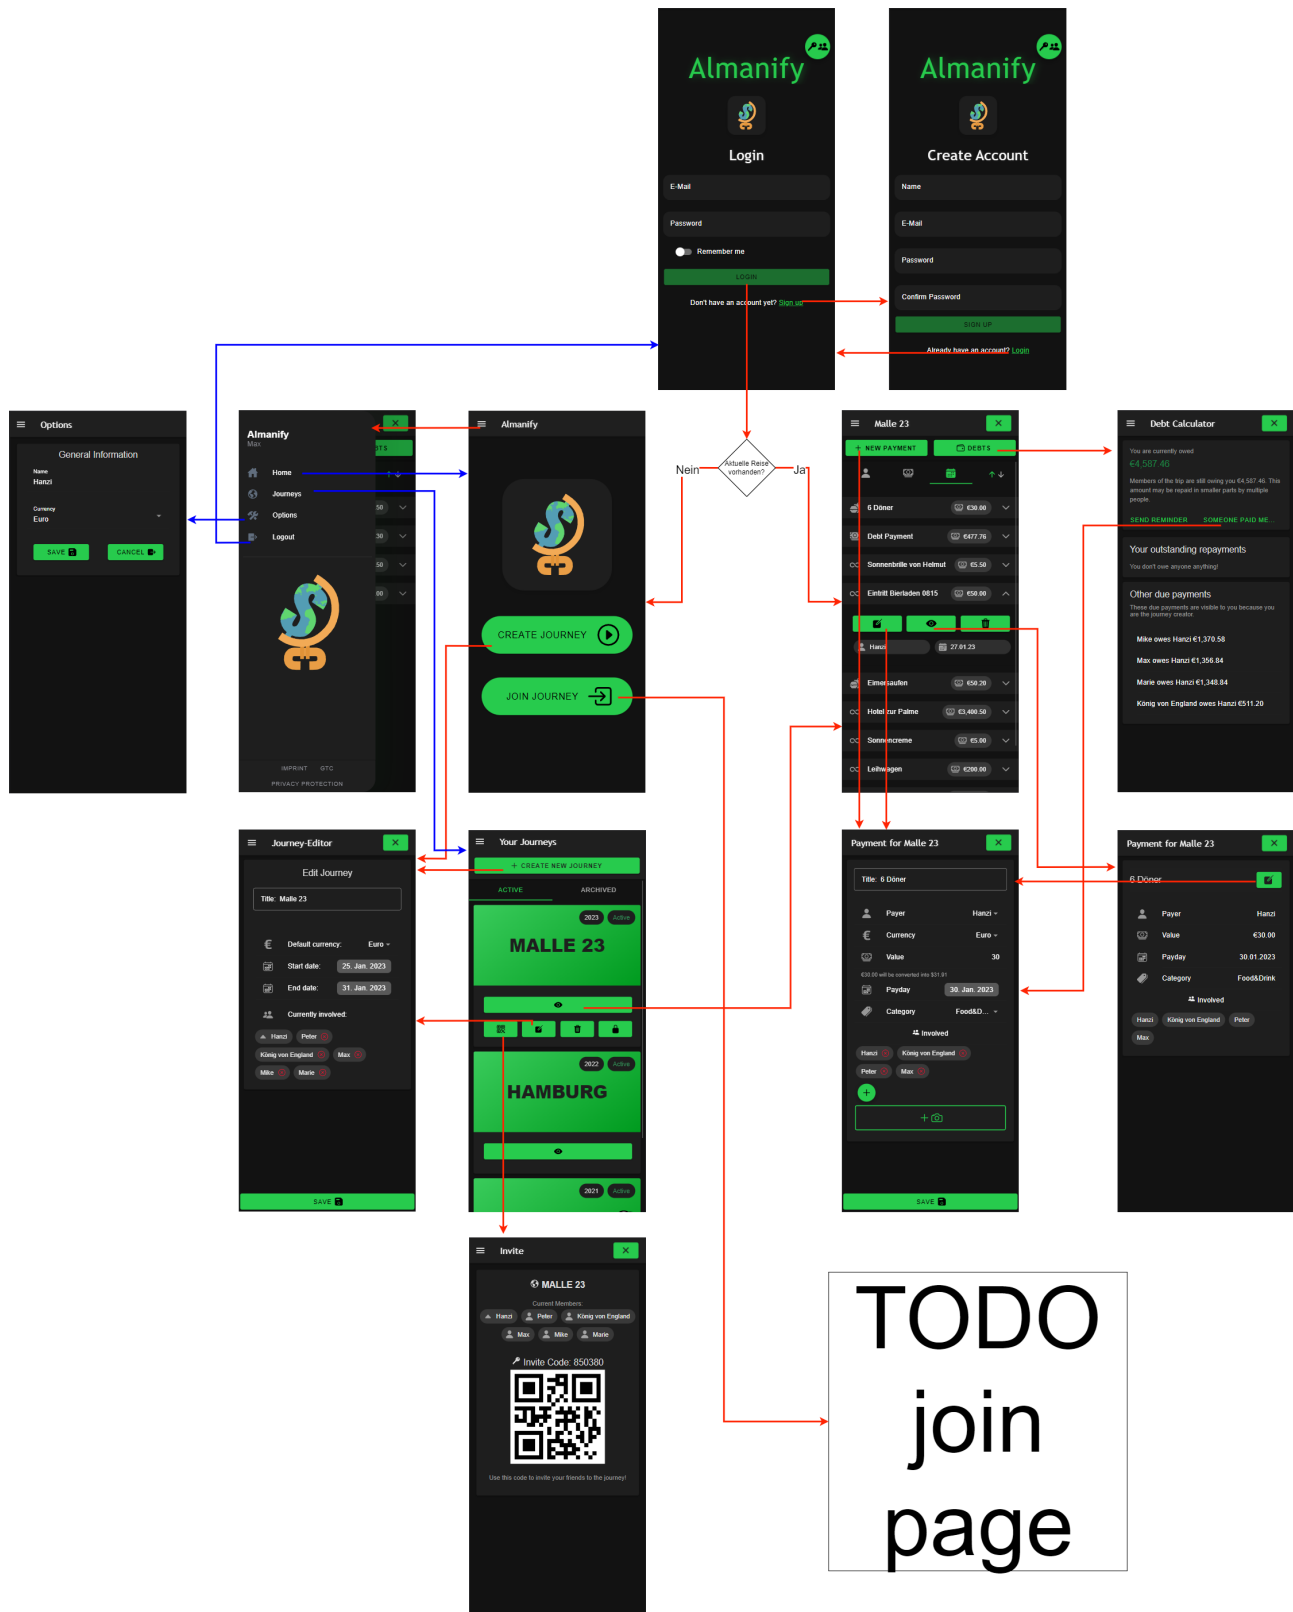 Almanify
Login
E-Mail
Password
Remember me
LOGIN
Don't have an account yet? Sign up
Almanify
Create Account
Name
E-Mail
Password
Confirm Password
SIGN UP
Already have an account? Login
Options
General Information
Name
Hanzi
Currency
Euro
SAVE
CANCEL
Almanify
Max
Home
Journeys
Options
Logout
IMPRINT GTC
PRIVACY PROTECTION
Almanify
CREATE JOURNEY
JOIN JOURNEY
Nein
Aktuelle Reise
vorhanden?
Ja
Malle 23
+ NEW PAYMENT
DEBTS
6 Döner €30.00
Debt Payment €477.76
Sonnenbrille von Helmut €5.50
Eintritt Bierladen 0815 €50.00
Hanzi 27.01.23
Eimersaufen €50.20
Hotel zur Palme €3,400.50
Sonnencreme €5.00
Leihwagen €200.00
Debt Calculator
You are currently owed
€4,587.46
Members of the trip are still owing you €4,587.46. This
amount may be repaid in smaller parts by multiple
people.
SEND REMINDER SOMEONE PAID ME...
Your outstanding repayments
You don't owe anyone anything!
Other due payments
These due payments are visible to you because you
are the journey creator.
Mike owes Hanzi €1,370.58
Max owes Hanzi €1,356.84
Marie owes Hanzi €1,348.84
König von England owes Hanzi €511.20
Journey-Editor
Edit Journey
Title: Malle 23
Default currency: Euro
Start date: 25. Jan. 2023
End date: 31. Jan. 2023
Currently involved:
Hanzi Peter
König von England Max
Mike Marie
SAVE
Your Journeys
+ CREATE NEW JOURNEY
ACTIVE ARCHIVED
2023 Active
MALLE 23
2022 Active
HAMBURG
2021 Active
Payment for Malle 23
Title: 6 Döner
Payer Hanzi
Currency Euro
Value 30
€30.00 will be converted into $31.91
Payday 30. Jan. 2023
Category Food&D...
Involved
Hanzi König von England
Peter Max
SAVE
Payment for Malle 23
6 Döner
Payer Hanzi
Value €30.00
Payday 30.01.2023
Category Food&Drink
Involved
Hanzi König von England Peter
Max
Invite
MALLE 23
Current Members:
Hanzi Peter König von England
Max Mike Marie
Invite Code: 850380
Use this code to invite your friends to the journey!
TODO
join
page